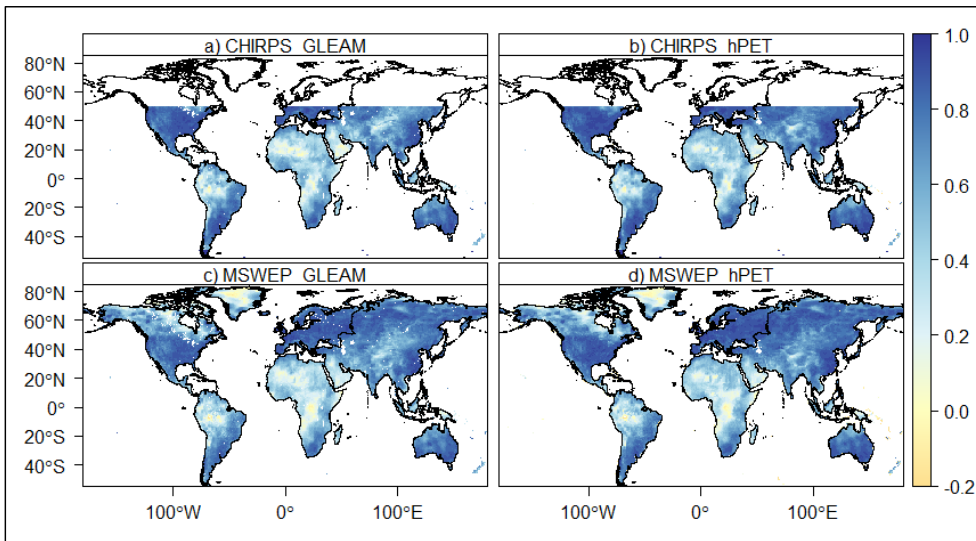 a) CHIRPS_GLEAM
b) CHIRPS_hPET
80°N
60°N
40°N
20°N
0°
20°S
40°S
c) MSWEP_GLEAM
d) MSWEP_hPET
80°N
60°N
40°N
20°N
0°
20°S
40°S
100°W 0° 100°E
100°W 0° 100°E
1.0
0.8
0.6
0.4
0.2
0.0
-0.2